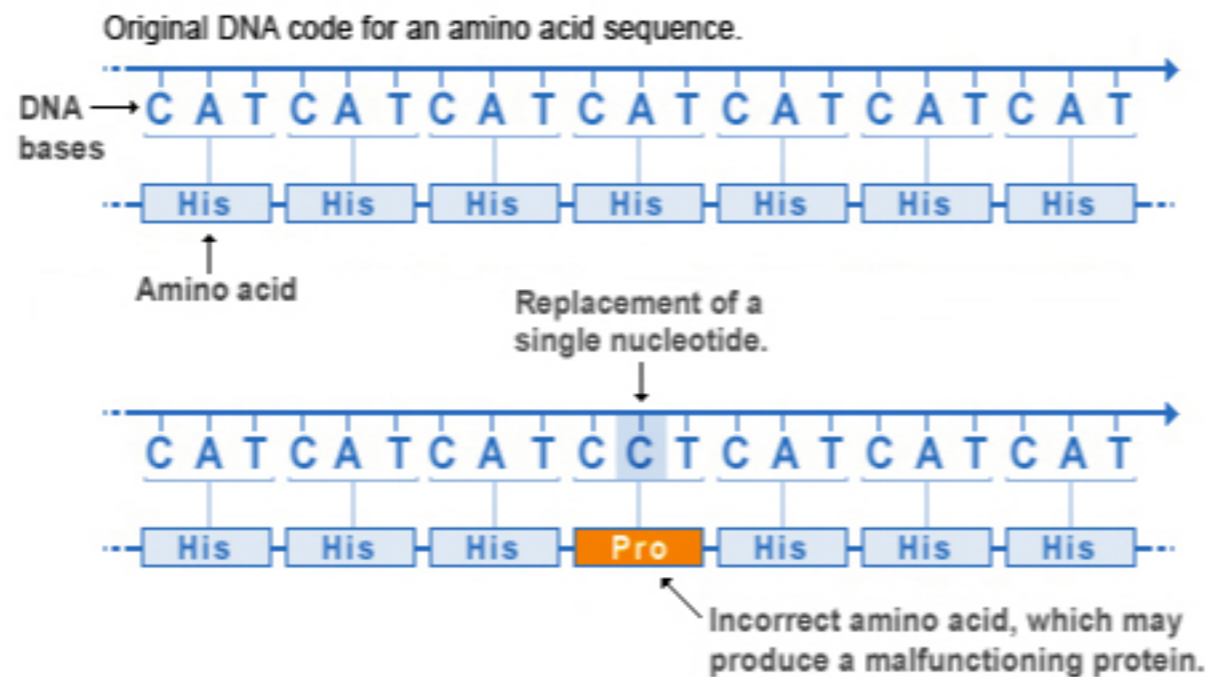 Original DNA code for an amino acid sequence.
DNA
bases
C A T C A T C A T C A T C A T C A T C A T
His His His His His His His
Amino acid
Replacement of a
single nucleotide.
C A T C A T C A T C C T C A T C A T C A T
His His His Pro His His His
Incorrect amino acid, which may
produce a malfunctioning protein.